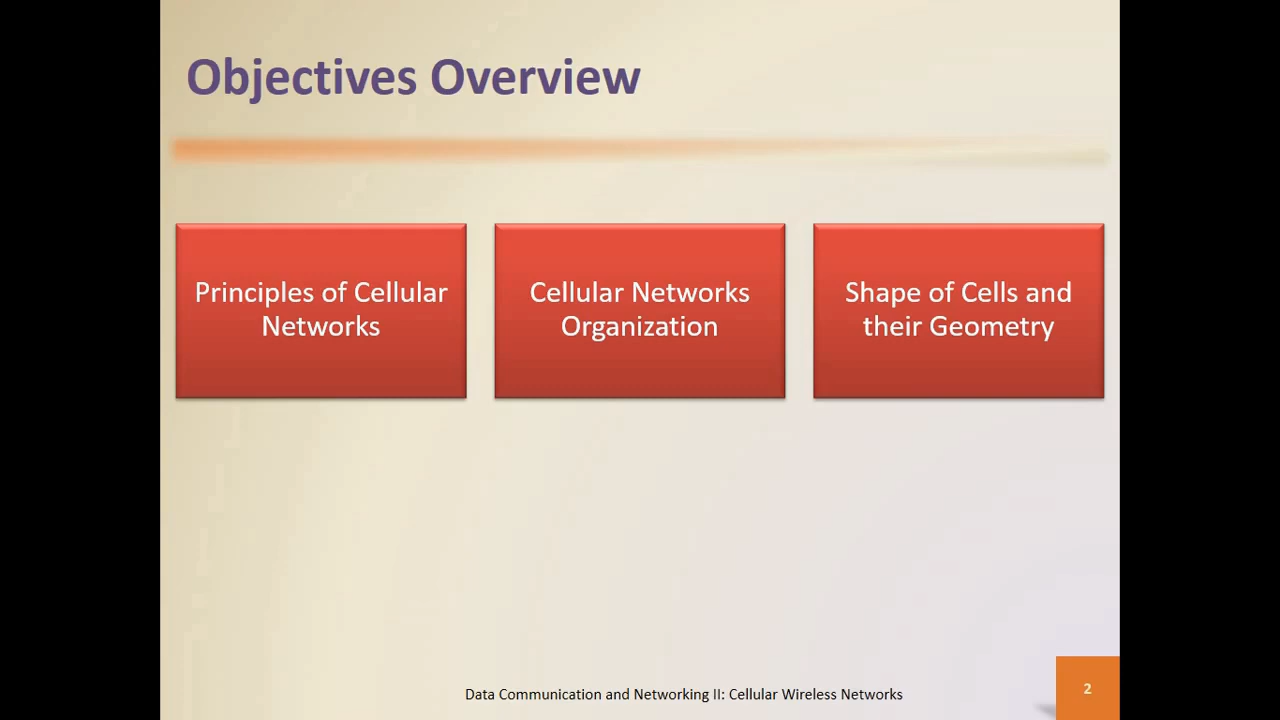 Objectives Overview
Principles of Cellular
Networks
Cellular Networks
Organization
Shape of Cells and
their Geometry
Data Communication and Networking II: Cellular Wireless Networks
2